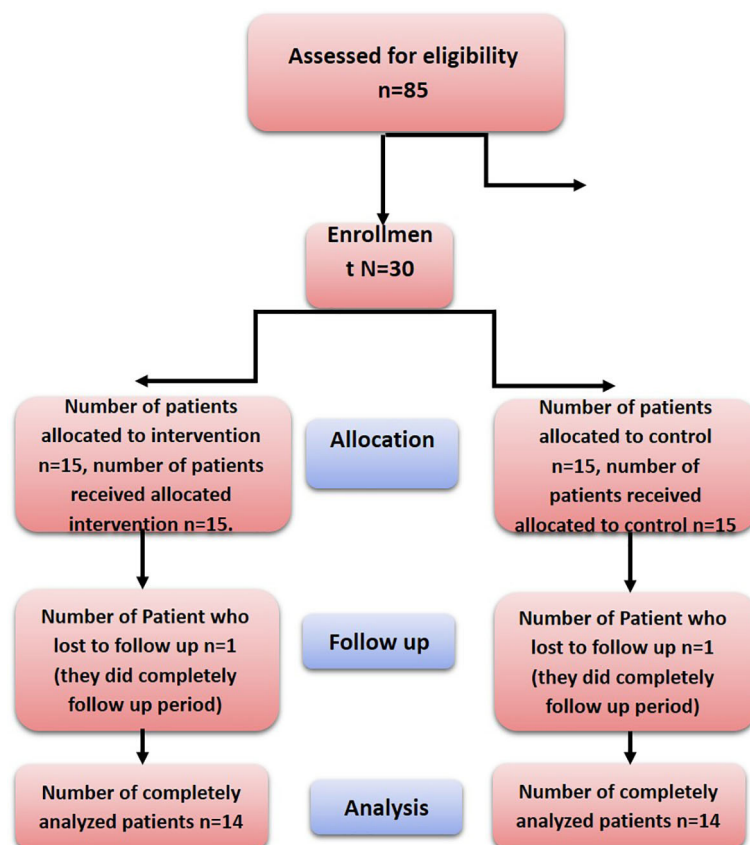 Assessed for eligibility
n=85
Enrollmen
t N=30
Number of patients
allocated to intervention
n=15, number of patients
received allocated
intervention n=15.
Allocation
Number of patients
allocated to control
n=15, number of
patients received
allocated to control n=15
Number of Patient who
lost to follow up n=1
(they did completely
follow up period)
Follow up
Number of Patient who
lost to follow up n=1
(they did completely
follow up period)
Number of completely
analyzed patients n=14
Analysis
Number of completely
analyzed patients n=14